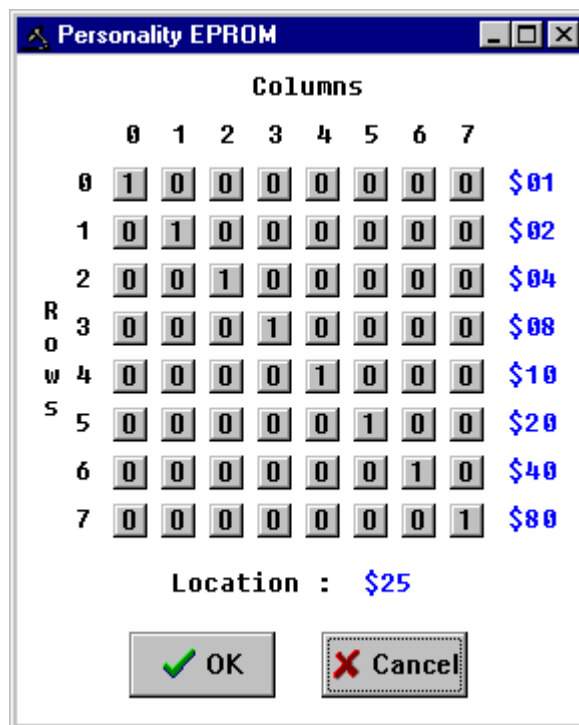 Personality EPROM
Columns
0 1 2 3 4 5 6 7
0 1 0 0 0 0 0 0 0 $01
1 0 1 0 0 0 0 0 0 $02
2 0 0 1 0 0 0 0 0 $04
3 0 0 0 1 0 0 0 0 $08
4 0 0 0 0 1 0 0 0 $10
5 0 0 0 0 0 1 0 0 $20
6 0 0 0 0 0 0 1 0 $40
7 0 0 0 0 0 0 0 1 $80
Rows
Location : $25
OK Cancel